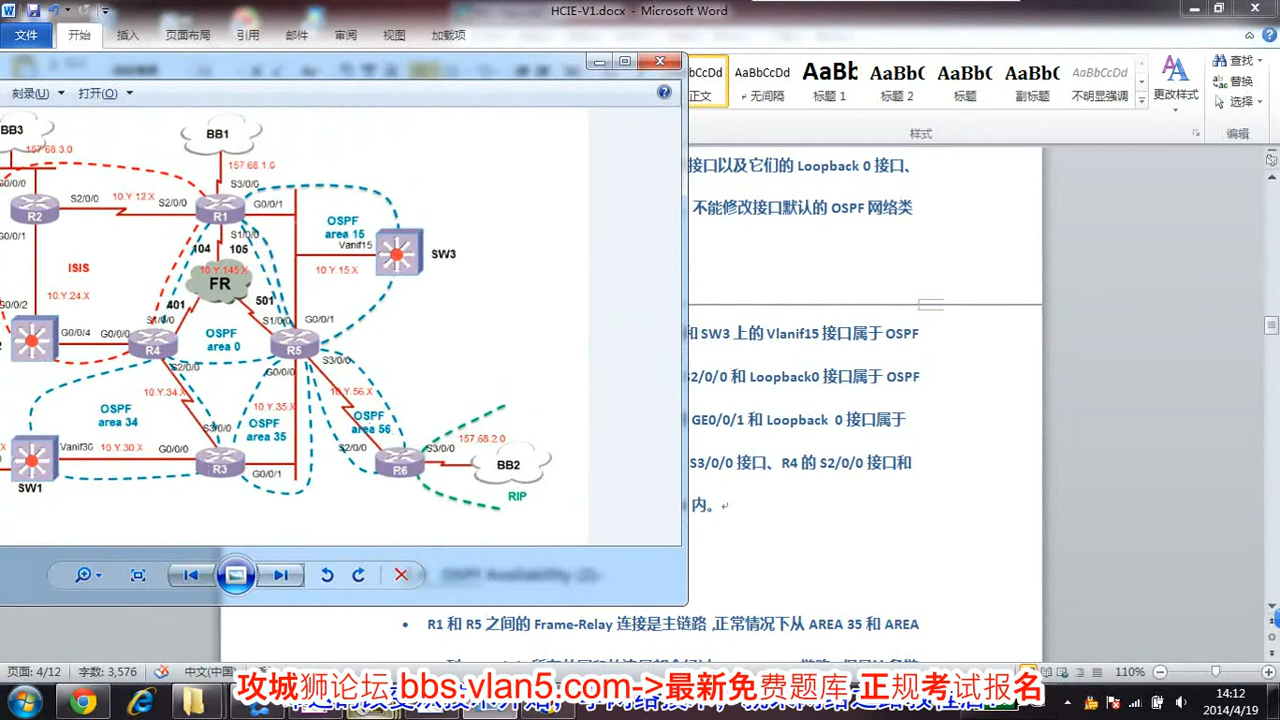 HCIE-V1.docx - Microsoft Word
文件 开始 插入 页面布局 引用 邮件 审阅 视图 加载项
CcDd AaBbCcDd AaBb AaBbC AaBbC AaBbC AaBbCcDd
正文 无间隔 标题 1 标题 2 标题 副标题 不明显强调 更改样式
查找
替换
选择
样式 编辑
刻录(U) 打开(O)
BB3
BB1
157.68.3.0
157.68.1.0
G0/0/0
S3/0/0
S2/0/0
10.Y.12.X
S2/0/0
R2
R1
G0/0/1
OSPF
area 15
G0/0/1
S1/0/0
Vanif15
SW3
104 105
10.Y.145.X
10.Y.15.X
ISIS
FR
10.Y.24.X
401 501
G0/0/2
S1/0/0
S1/0/0
G0/0/1
G0/0/4
G0/0/0
OSPF
area 0
R4
R5
S2/0/0
G0/0/0
S3/0/0
10.Y.34.X
10.Y.35.X
10.Y.56.X
OSPF
area 34
OSPF
area 35
OSPF
area 56
S3/0/0
Vanif30
10.Y.30.X
G0/0/0
R3
G0/0/1
S2/0/0
R6
S3/0/0
157.68.2.0
BB2
SW1
RIP
接口以及它们的 Loopback 0 接口、
不能修改接口默认的 OSPF 网络类
和 SW3 上的 Vlanif15 接口属于 OSPF
S2/0/0 和 Loopback0 接口属于 OSPF
GE0/0/1 和 Loopback 0 接口属于
S3/0/0 接口、R4 的 S2/0/0 接口和
内。
• R1 和 R5 之间的 Frame-Relay 连接是主链路 ,正常情况下从 AREA 35 和 AREA
页面: 4/12 字数: 3,576 中文(中国) 110%
攻城狮论坛 bbs.vlan5.com->最新免费题库 正规考试报名
14:12
2014/4/19